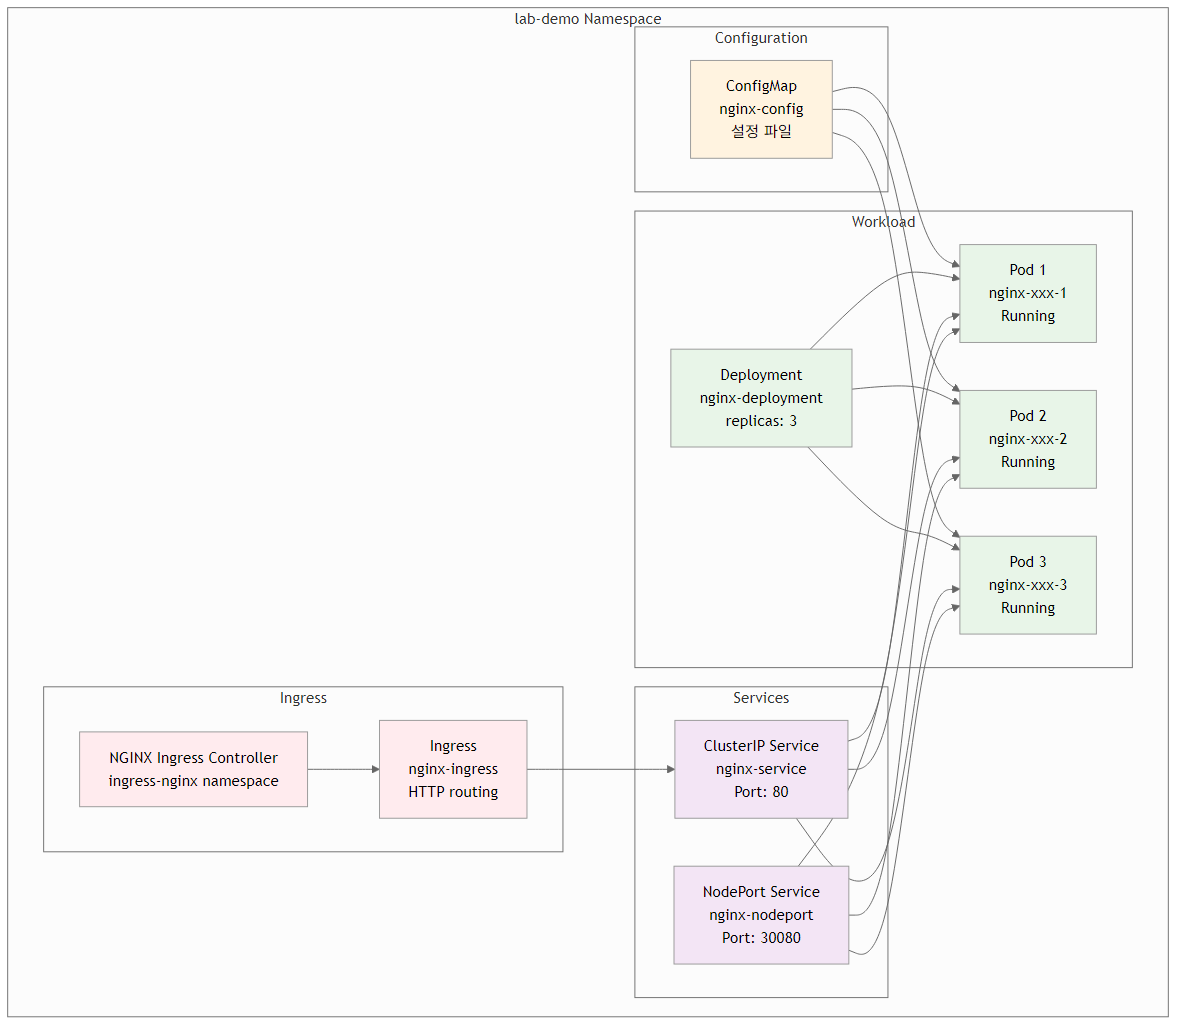 lab-demo Namespace
Configuration
ConfigMap
nginx-config
설정 파일
Workload
Deployment
nginx-deployment
replicas: 3
Pod 1
nginx-xxx-1
Running
Pod 2
nginx-xxx-2
Running
Pod 3
nginx-xxx-3
Running
Ingress
NGINX Ingress Controller
ingress-nginx namespace
Ingress
nginx-ingress
HTTP routing
Services
ClusterIP Service
nginx-service
Port: 80
NodePort Service
nginx-nodeport
Port: 30080